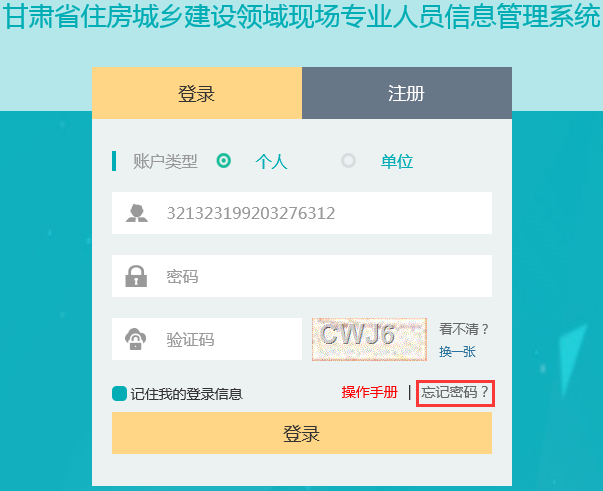 甘肃省住房城乡建设领域现场专业人员信息管理系统
登录 注册
账户类型 个人 单位
321323199203276312
密码
验证码 CWJ6 看不清？
换一张
记住我的登录信息 操作手册 | 忘记密码？
登录